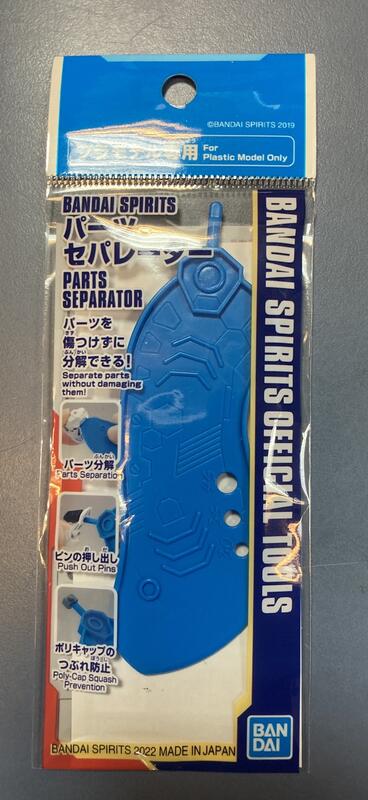 ©BANDAI SPIRITS 2019
プラモデル専用
For
Plastic Model Only
BANDAI SPIRITS
パーツ
セパレーター
PARTS
SEPARATOR
パーツを
傷つけずに
分解できる!
Separate parts
without damaging
them!
パーツ分解
Parts Separation
ピンの押し出し
Push Out Pins
ポリキャップの
つぶれ防止
Poly-Cap Squash
Prevention
BANDAI SPIRITS OFFICIAL TOOLS
BAN
DAI
BANDAI SPIRITS 2022 MADE IN JAPAN